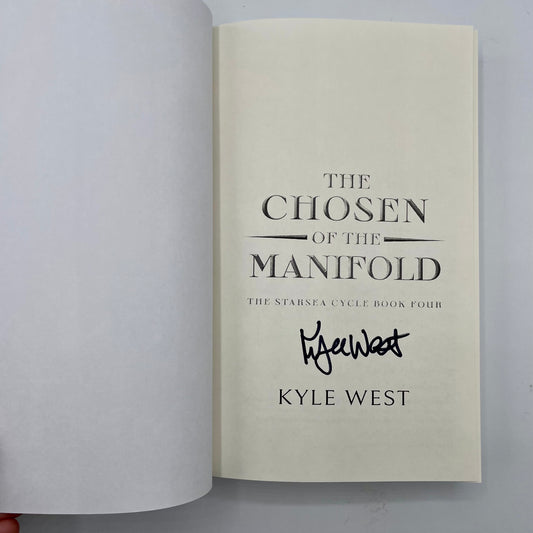 THE
CHOSEN
OF THE
MANIFOLD
THE STARSEA CYCLE BOOK FOUR
Kyle West
KYLE WEST